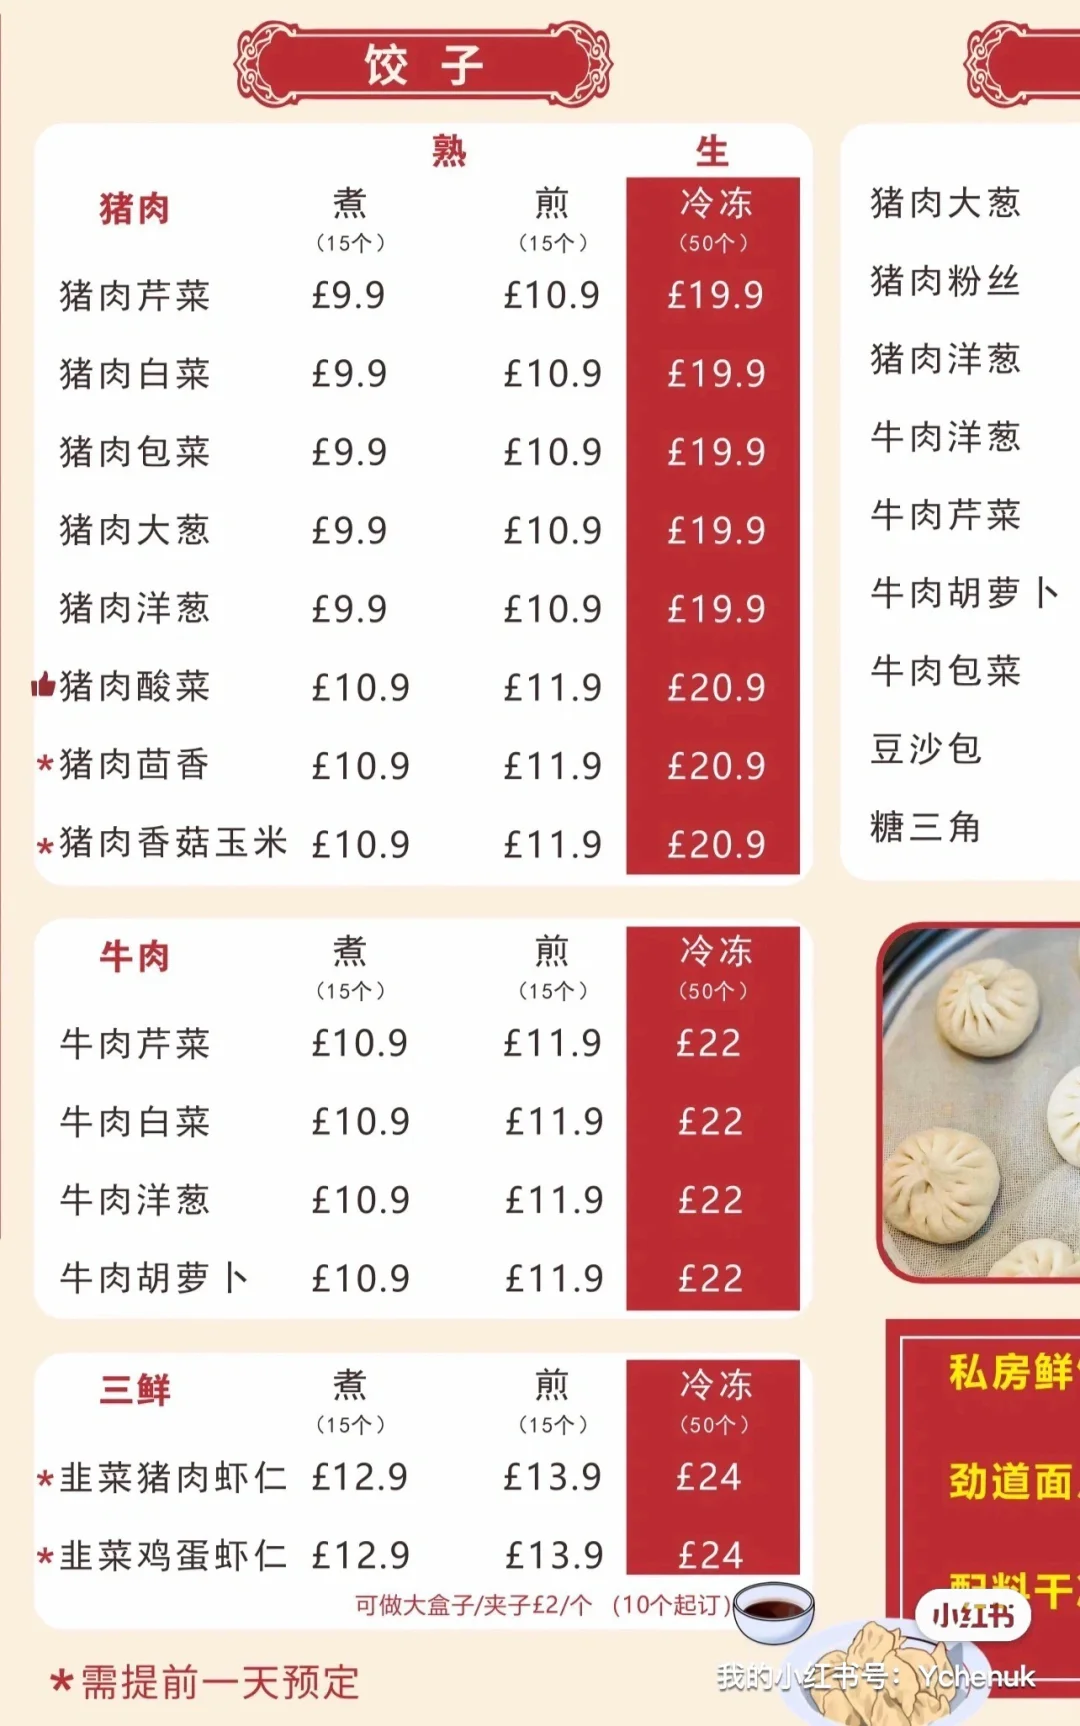 饺子
熟 生
猪肉 煮 煎 冷冻
（15个） （15个） （50个）
猪肉芹菜 £9.9 £10.9 £19.9
猪肉白菜 £9.9 £10.9 £19.9
猪肉包菜 £9.9 £10.9 £19.9
猪肉大葱 £9.9 £10.9 £19.9
猪肉洋葱 £9.9 £10.9 £19.9
猪肉酸菜 £10.9 £11.9 £20.9
*猪肉茴香 £10.9 £11.9 £20.9
*猪肉香菇玉米 £10.9 £11.9 £20.9
牛肉 煮 煎 冷冻
（15个） （15个） （50个）
牛肉芹菜 £10.9 £11.9 £22
牛肉白菜 £10.9 £11.9 £22
牛肉洋葱 £10.9 £11.9 £22
牛肉胡萝卜 £10.9 £11.9 £22
三鲜 煮 煎 冷冻
（15个） （15个） （50个）
*韭菜猪肉虾仁 £12.9 £13.9 £24
*韭菜鸡蛋虾仁 £12.9 £13.9 £24
可做大盒子/夹子£2/个 （10个起订）
*需提前一天预定
猪肉大葱
猪肉粉丝
猪肉洋葱
牛肉洋葱
牛肉芹菜
牛肉胡萝卜
牛肉包菜
豆沙包
糖三角
私房鲜
劲道面
配料干
小红书
我的小红书号：Ychenuk